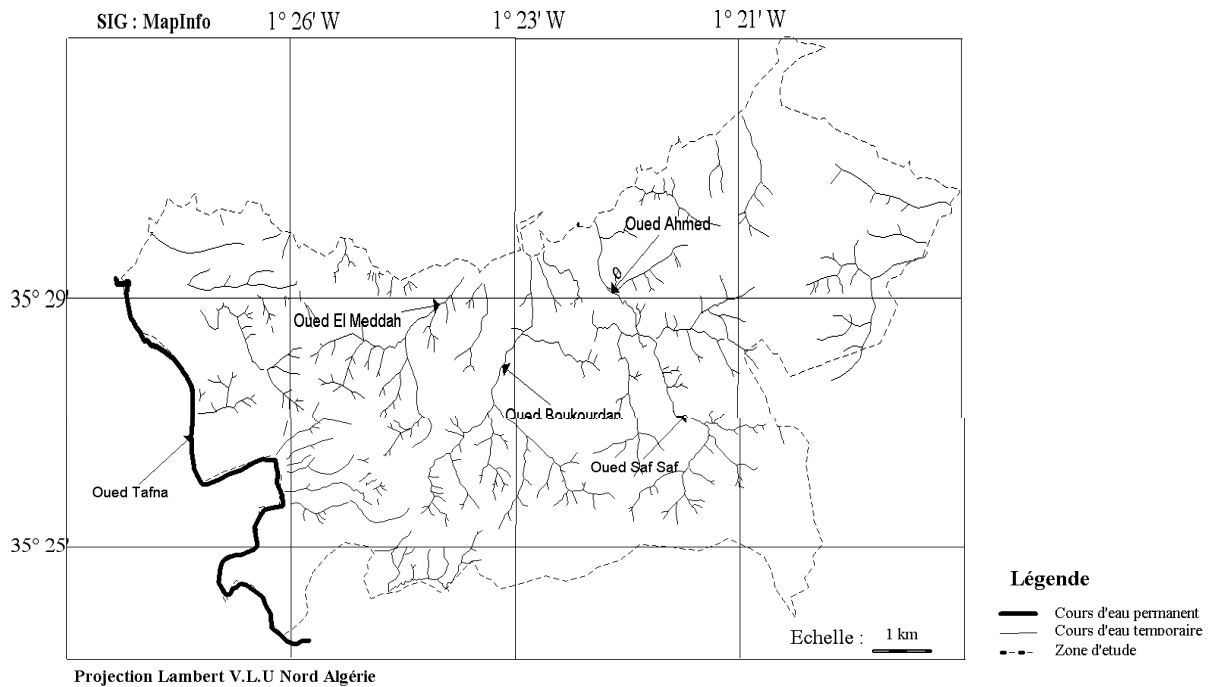 SIG : MapInfo
1° 26' W
1° 23' W
1° 21' W
Oued Ahmed
35° 29'
Oued El Meddah
Oued Boukourdan
Oued Saf Saf
Oued Tafna
35° 25'
Légende
Cours d'eau permanent
Cours d'eau temporaire
Zone d'etude
Echelle : 1 km
Projection Lambert V.L.U Nord Algérie